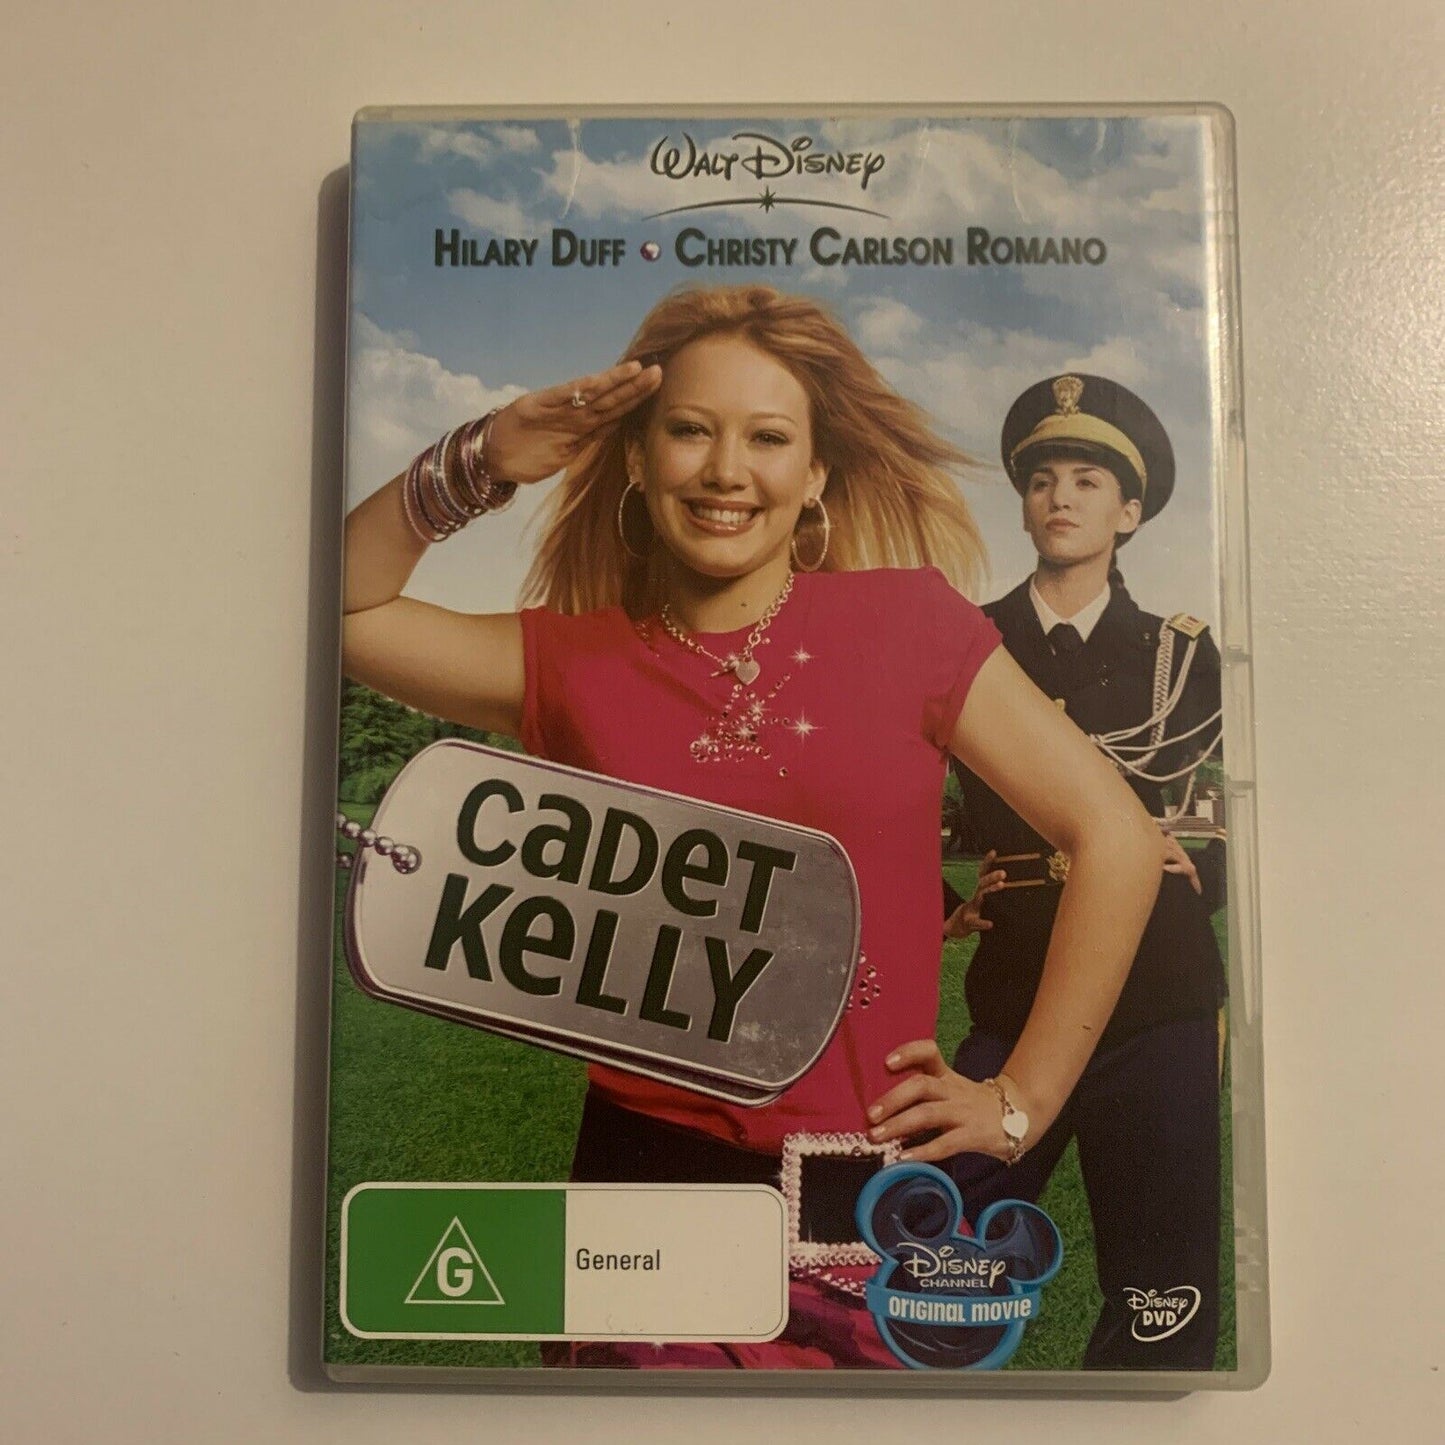 Walt Disney
Hilary Duff • Christy Carlson Romano
Cadet
Kelly
G General
Disney
Channel
Original Movie
Disney
DVD